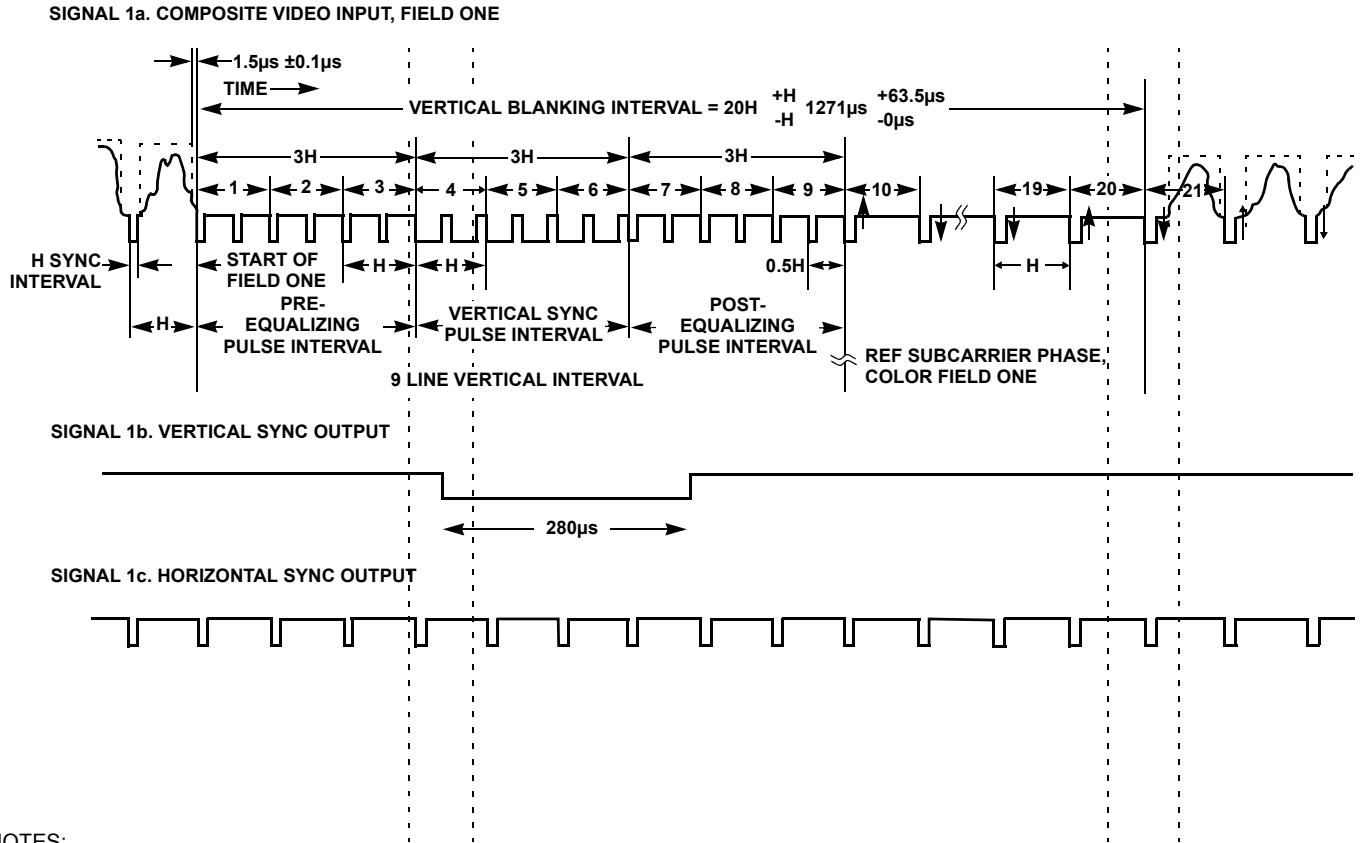 SIGNAL 1a. COMPOSITE VIDEO INPUT, FIELD ONE
1.5µs ±0.1µs
TIME
VERTICAL BLANKING INTERVAL = 20H +H -H 1271µs +63.5µs -0µs
3H 3H 3H
1 2 3 4 5 6 7 8 9 10 19 20 21
H SYNC
INTERVAL
START OF
FIELD ONE
H H 0.5H H
H
PRE-
EQUALIZING
PULSE INTERVAL
VERTICAL SYNC
PULSE INTERVAL
POST-
EQUALIZING
PULSE INTERVAL
REF SUBCARRIER PHASE,
COLOR FIELD ONE
9 LINE VERTICAL INTERVAL
SIGNAL 1b. VERTICAL SYNC OUTPUT
280µs
SIGNAL 1c. HORIZONTAL SYNC OUTPUT